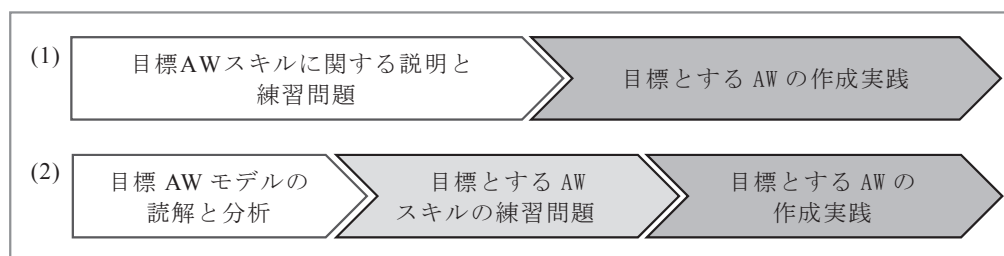 (1)
目標AWスキルに関する説明と
練習問題
目標とする AW の作成実践
(2)
目標 AW モデルの
読解と分析
目標とする AW
スキルの練習問題
目標とする AW の
作成実践